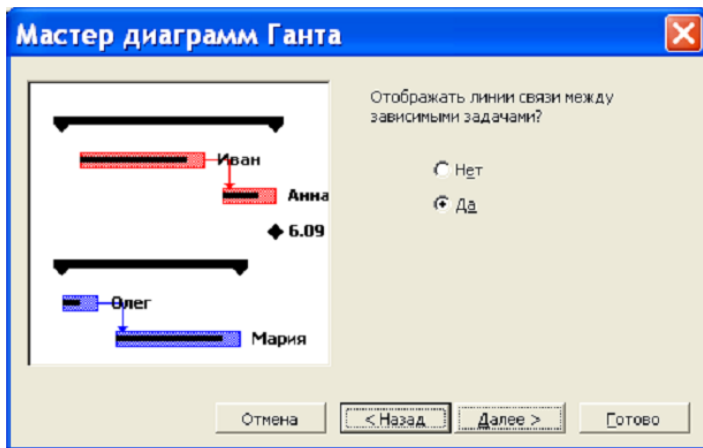 Мастер диаграмм Ганта
Отображать линии связи между
зависимыми задачами?
Нет
Да
Иван
Анна
6.09
Олег
Мария
Отмена
< Назад
Далее >
Готово